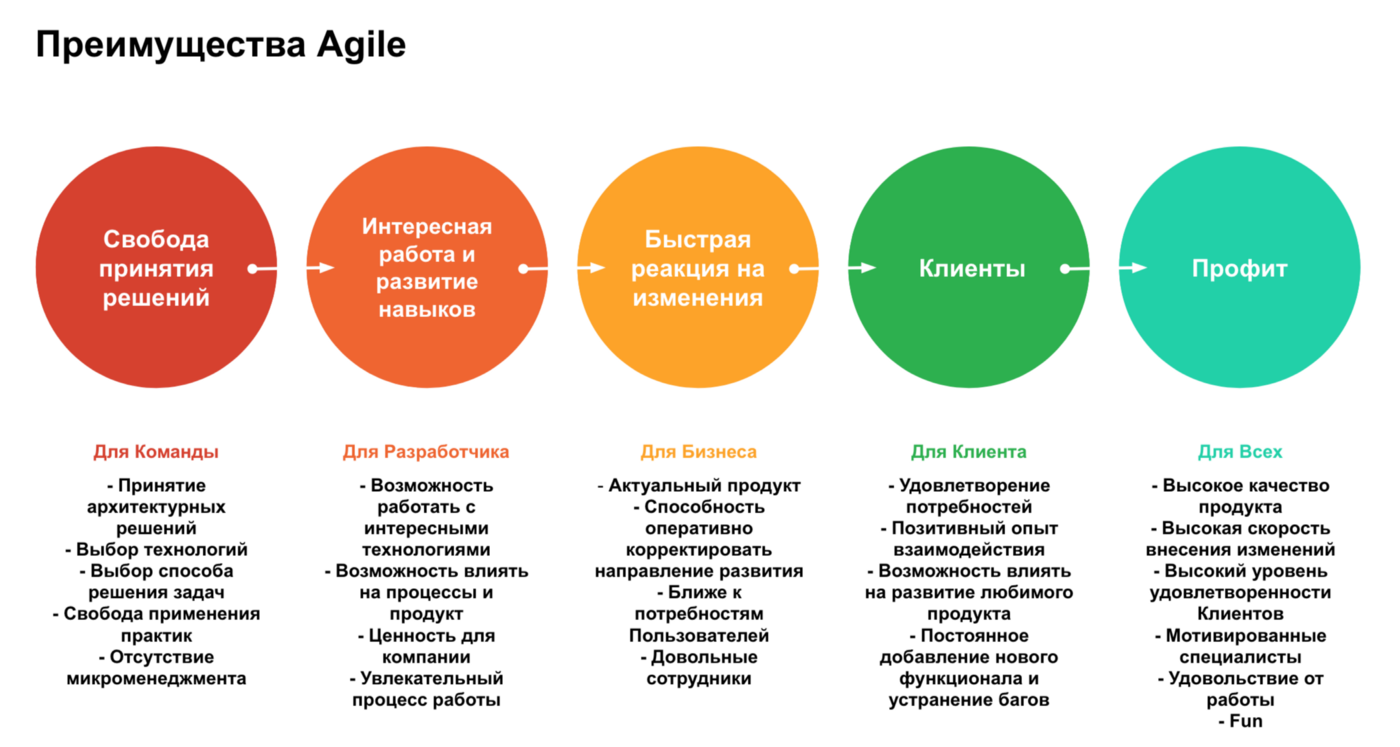 Преимущества Agile
Свобода
принятия
решений
Интересная
работа и
развитие
навыков
Быстрая
реакция на
изменения
Клиенты
Профит
Для Команды
- Принятие
архитектурных
решений
- Выбор технологий
- Выбор способа
решения задач
- Свобода применения
практик
- Отсутствие
микроменеджмента
Для Разработчика
- Возможность
работать с
интересными
технологиями
- Возможность влиять
на процессы и
продукт
- Ценность для
компании
- Увлекательный
процесс работы
Для Бизнеса
- Актуальный продукт
- Способность
оперативно
корректировать
направление развития
- Ближе к
потребностям
Пользователей
- Довольные
сотрудники
Для Клиента
- Удовлетворение
потребностей
- Позитивный опыт
взаимодействия
- Возможность влиять
на развитие любимого
продукта
- Постоянное
добавление нового
функционала и
устранение багов
Для Всех
- Высокое качество
продукта
- Высокая скорость
внесения изменений
- Высокий уровень
удовлетворенности
Клиентов
- Мотивированные
специалисты
- Удовольствие от
работы
- Fun